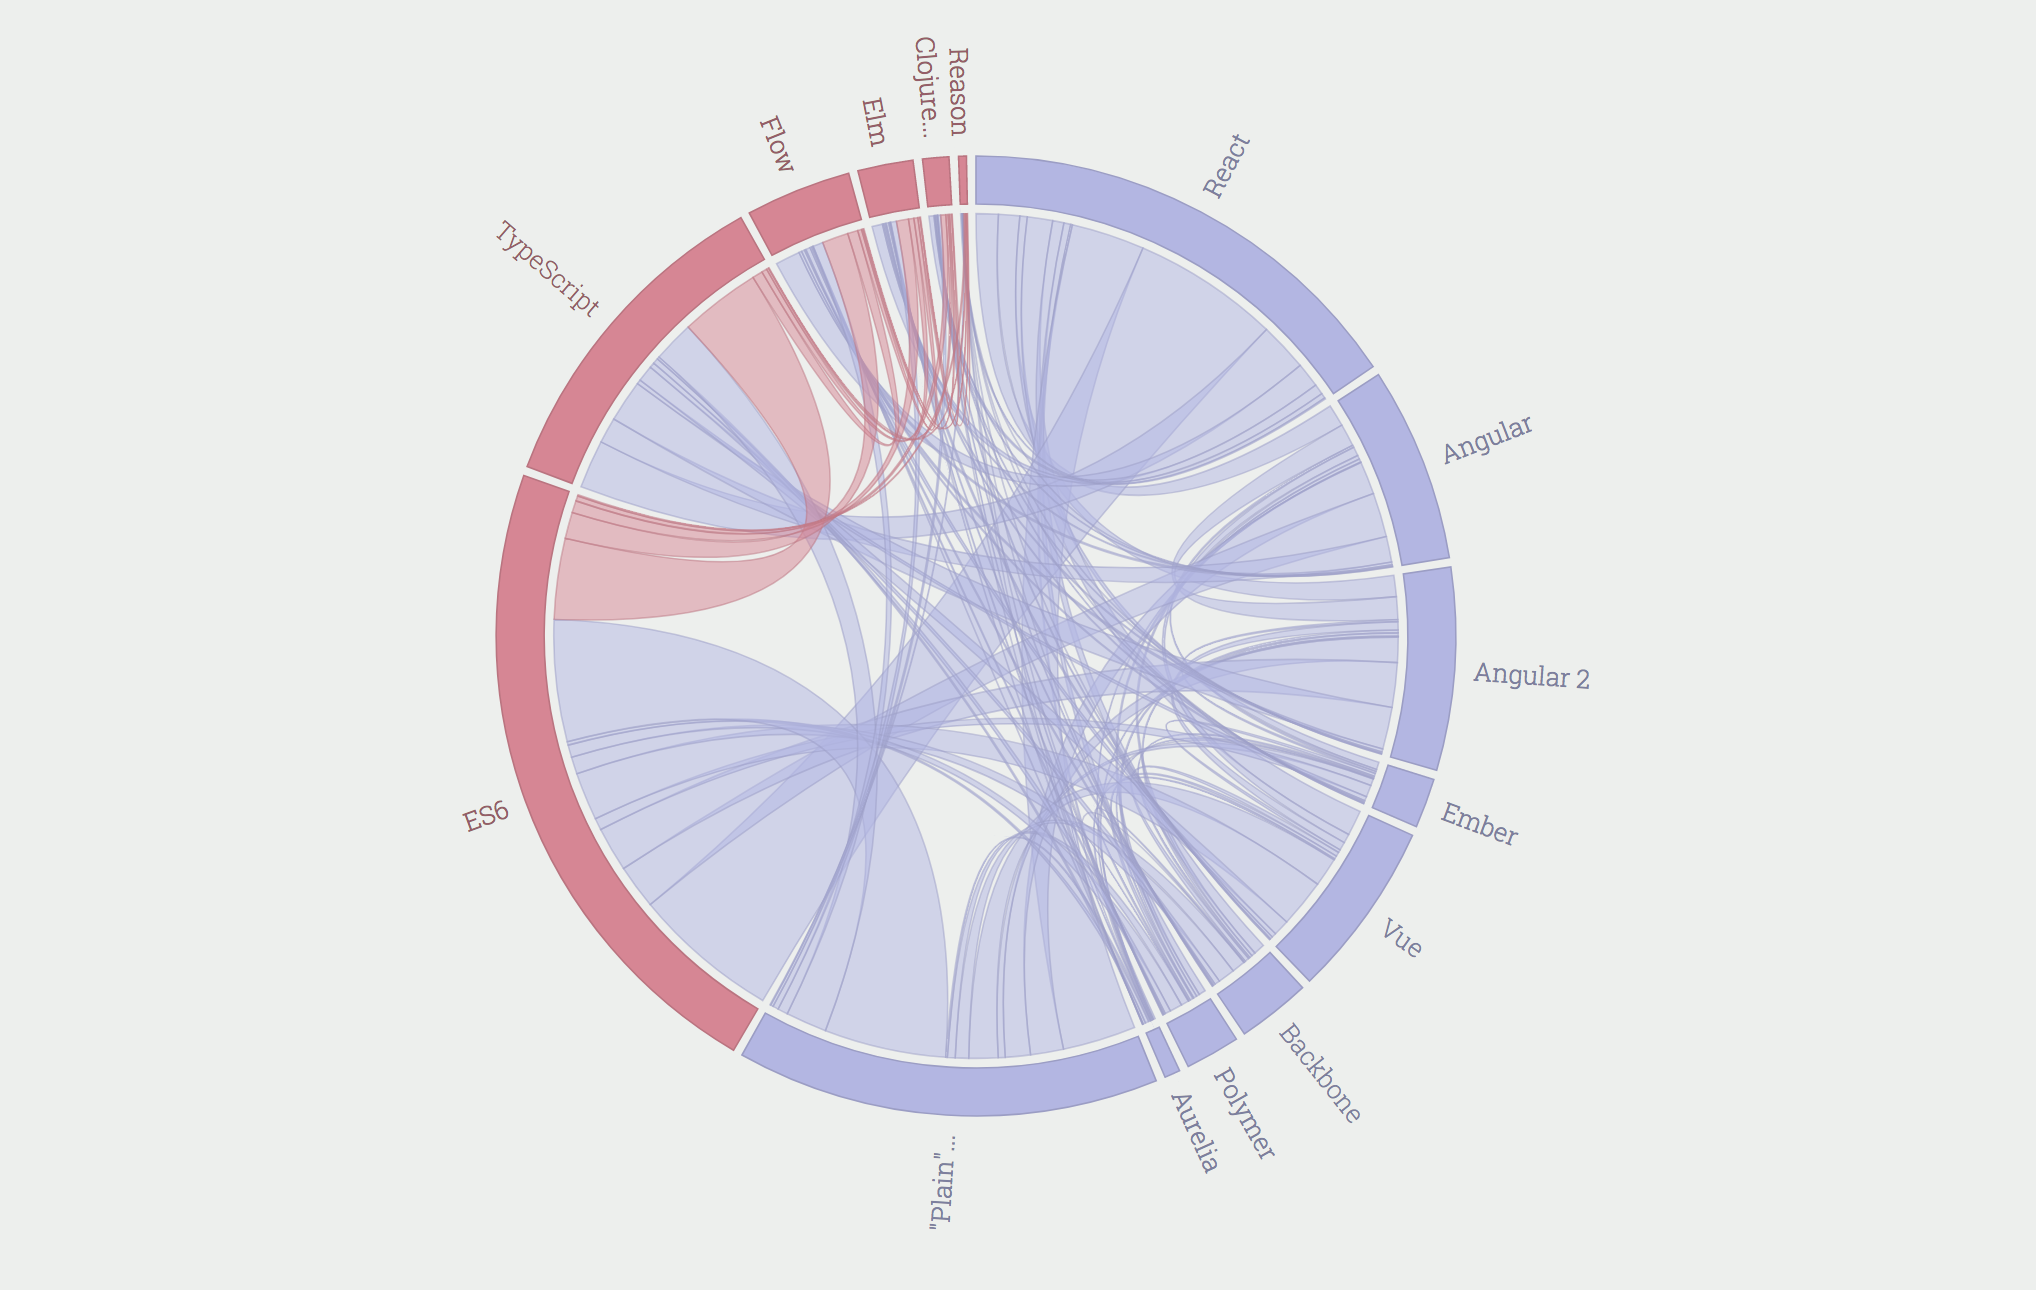 Reason
React
Angular
Angular 2
Ember
Vue
Backbone
Polymer
Aurelia
"Plain"...
ES6
TypeScript
Flow
Elm
Clojure...